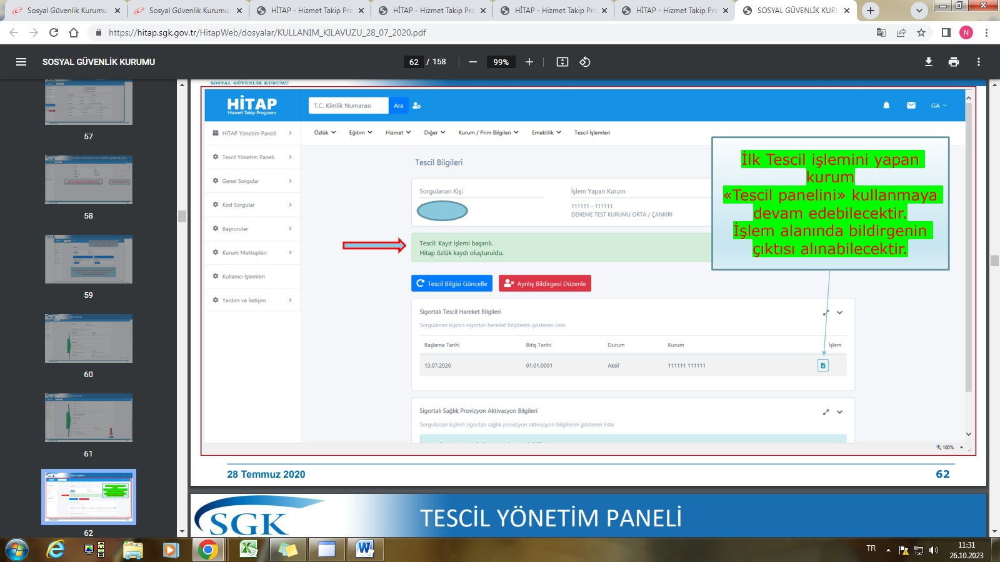 Sosyal Güvenlik Kurumu
Sosyal Güvenlik Kurumu
HİTAP - Hizmet Takip Pro
HİTAP - Hizmet Takip Pro
HİTAP - Hizmet Takip Pro
HİTAP - Hizmet Takip Pro
SOSYAL GÜVENLİK KURU
https://hitap.sgk.gov.tr/HitapWeb/dosyalar/KULLANIM_KILAVUZU_28_07_2020.pdf
N
SOSYAL GÜVENLİK KURUMU
62 / 158
99%
57
58
59
60
61
62
SOSYAL GÜVENLİK KURUMU
HİTAP
Hizmet Takip Programı
T.C. Kimlik Numarası
Ara
GA
HİTAP Yönetim Paneli
Tescil Yönetim Paneli
Genel Sorgular
Kod Sorgular
Başvurular
Kurum Mektupları
Kullanıcı İşlemleri
Yardım ve İletişim
Özlük Eğitim Hizmet Diğer Kurum / Prim Bilgileri Emeklilik Tescil İşlemleri
Tescil Bilgileri
Sorgulanan Kişi
İşlem Yapan Kurum
111111 - 111111
DENEME TEST KURUMU ORTA / ÇANKIRI
Tescil: Kayıt işlemi başarılı.
Hitap özlük kaydı oluşturuldu.
İlk Tescil işlemini yapan
kurum
«Tescil panelini» kullanmaya
devam edebilecektir.
İşlem alanında bildirgenin
çıktısı alınabilecektir.
Tescil Bilgisi Güncelle
Ayrılış Bildirgesi Düzenle
Sigortalı Tescil Hareket Bilgileri
Sorgulanan kişinin sigortalı hareket bilgilerini gösteren liste.
Başlama Tarihi Bitiş Tarihi Durum Kurum İşlem
13.07.2020 01.01.0001 Aktif 111111 111111
Sigortalı Sağlık Provizyon Aktivasyon Bilgileri
Sorgulanan kişinin sigortalı sağlık provizyon aktivasyon bilgilerini gösteren liste.
100%
28 Temmuz 2020
62
SGK
TESCİL YÖNETİM PANELİ
TR
11:31
26.10.2023